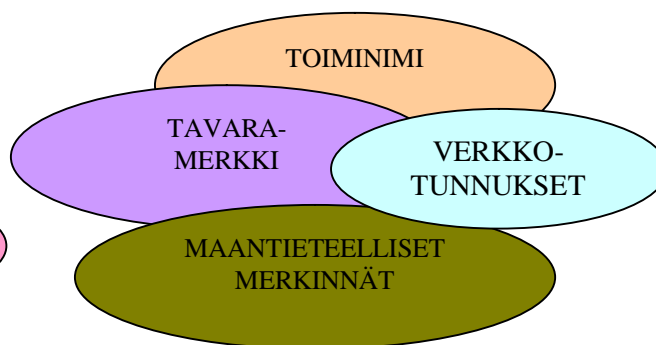 TOIMINIMI
TAVARA-
MERKKI
VERKKO-
TUNNUKSET
MAANTIETEELLISET
MERKINNÄT